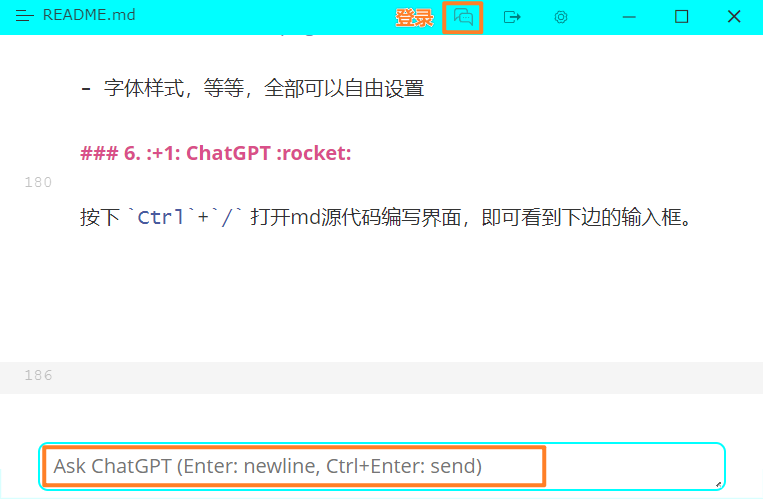 README.md 登录
- 字体样式，等等，全部可以自由设置
### 6. :+1: ChatGPT :rocket:
180
按下 `Ctrl`+`/` 打开md源代码编写界面，即可看到下边的输入框。
186
Ask ChatGPT (Enter: newline, Ctrl+Enter: send)